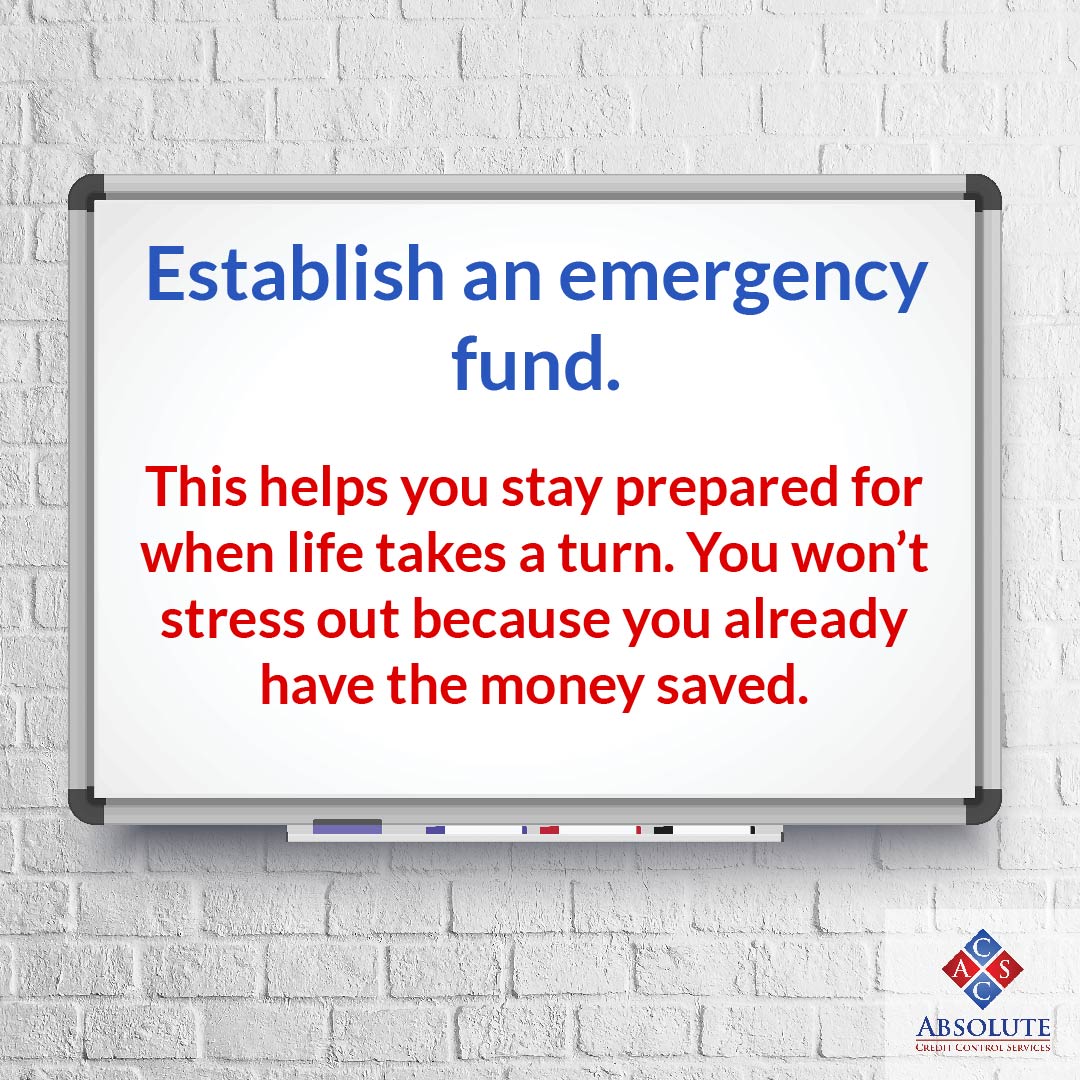 Establish an emergency
fund.
This helps you stay prepared for
when life takes a turn. You won’t
stress out because you already
have the money saved.
C
A S
C
ABSOLUTE
CREDIT CONTROL SERVICES